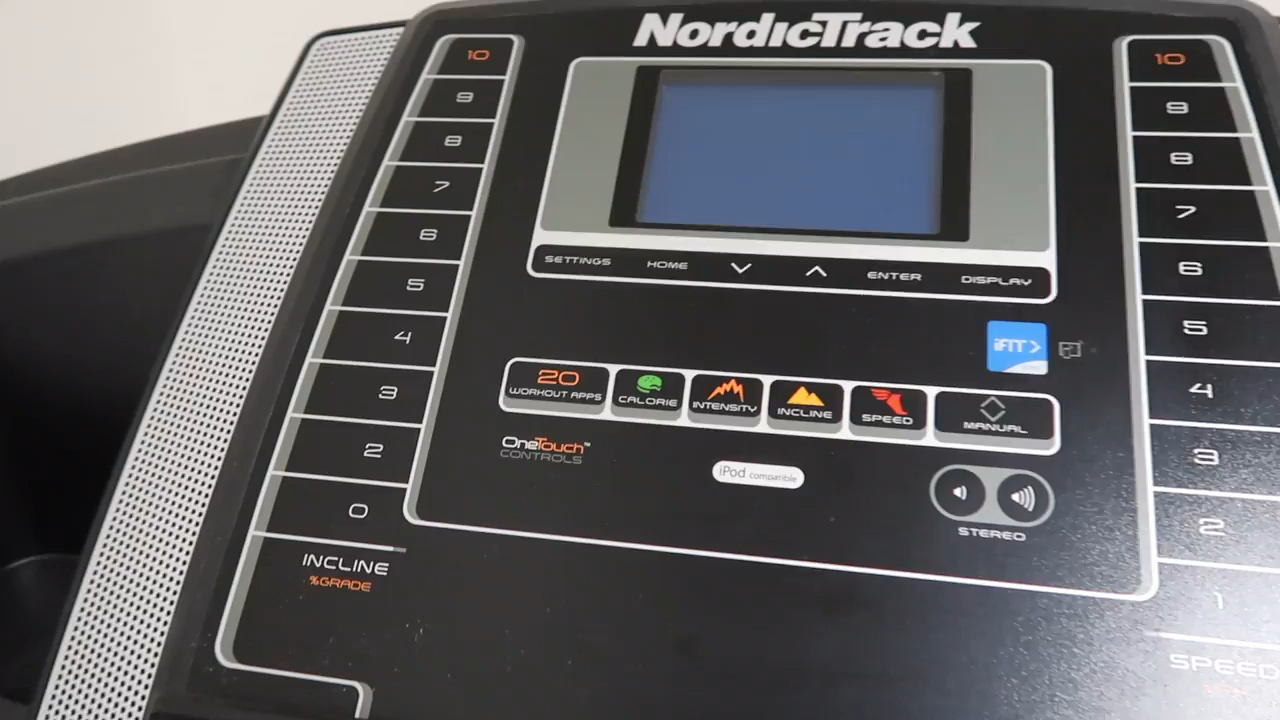 NordicTrack
10
9
8
7
6
5
4
3
2
0
INCLINE
%GRADE
SETTINGS HOME ENTER DISPLAY
iFIT
20
WORKOUT APPS
CALORIE
INTENSITY
INCLINE
SPEED
MANUAL
OneTouch™
CONTROLS
iPod compatible
STEREO
10
9
8
7
6
5
4
3
2
1
SPEED